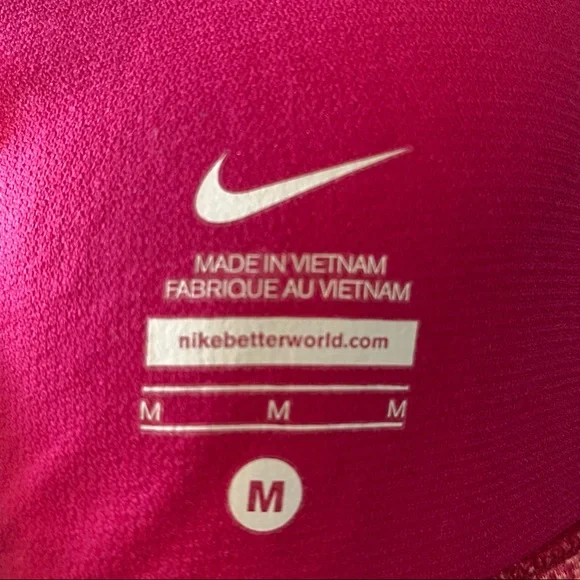 MADE IN VIETNAM
FABRIQUE AU VIETNAM
nikebetterworld.com
M M M
M